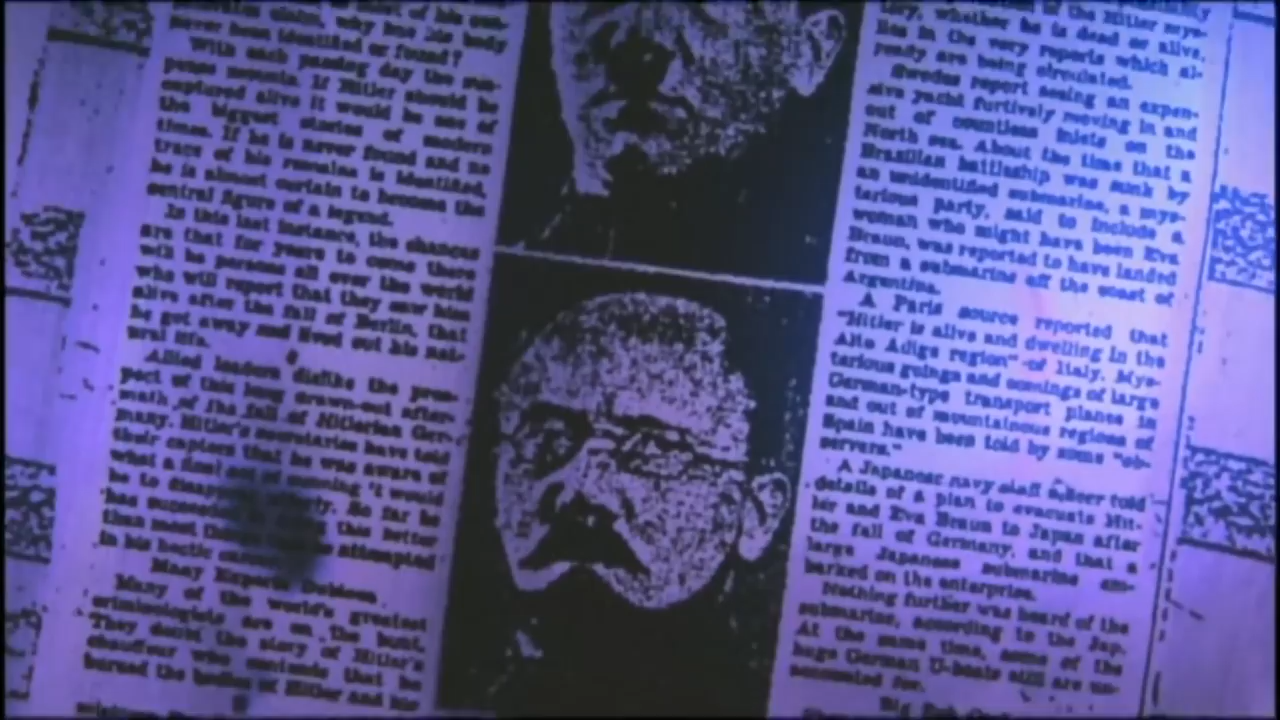 never been identified or found?
With each passing day the sus-
pense mounts. If Hitler should be
captured alive it would be one of
the biggest stories of modern
times. If he is never found and no
trace of his remains is identified,
he is almost certain to become the
central figure of a legend.
In this last instance, the chances
are that for years to come there
will be persons all over the world
who will report that they saw him
alive after the fall of Berlin, that
he got away and lived out his nat-
ural life.
Allied leaders dislike the pros-
pect of this long drawn-out after-
math of the fall of Hitlerian Ger-
many. Hitler's secretaries have told
their captors that he was aware of
what a final act of cunning it would
be to disappear So far he
has succeeded this better
than most attempted
in his hectic
Many Experts Dubious
Many of the world's greatest
criminologists are on the hunt.
They doubt the story of Hitler's
chauffeur who contends that he
burned the bodies of Hitler and his
of the Hitler mys-
tery, whether he is dead or alive,
lies in the very reports which al-
ready are being circulated.
Swedes report seeing an expen-
sive yacht furtively moving in and
out of countless inlets on the
North sea. About the time that a
Brazilian battleship was sunk by
an unidentified submarine, a mys-
terious party, said to include a
woman who might have been Eva
Braun, was reported to have landed
from a submarine off the coast of
Argentina.
A Paris source reported that
"Hitler is alive and dwelling in the
Alto Adige region" of Italy. Mys-
terious goings and comings of large
German-type transport planes in
and out of mountainous regions of
Spain have been told by some "ob-
servers."
A Japanese navy staff officer told
details of a plan to evacuate Hit-
ler and Eva Braun to Japan after
the fall of Germany, and that a
large Japanese submarine em-
barked on the enterprise.
Nothing further was heard of the
submarine, according to the Jap.
At the same time, some of the
huge German U-boats still are un-
accounted for.